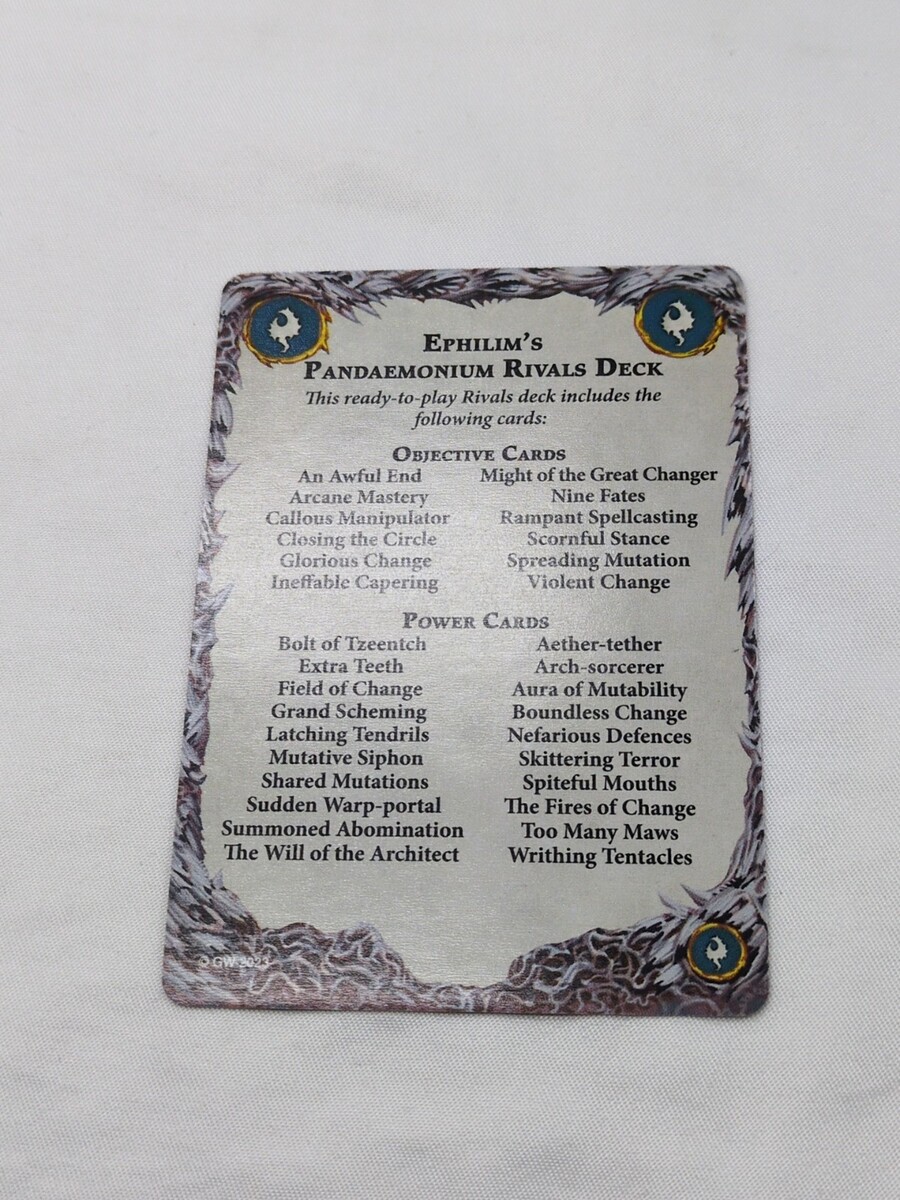 Ephilim's
Pandaemonium Rivals Deck
This ready-to-play Rivals deck includes the
following cards:
Objective Cards
An Awful End
Arcane Mastery
Callous Manipulator
Closing the Circle
Glorious Change
Ineffable Capering
Might of the Great Changer
Nine Fates
Rampant Spellcasting
Scornful Stance
Spreading Mutation
Violent Change
Power Cards
Bolt of Tzeentch
Extra Teeth
Field of Change
Grand Scheming
Latching Tendrils
Mutative Siphon
Shared Mutations
Sudden Warp-portal
Summoned Abomination
The Will of the Architect
Aether-tether
Arch-sorcerer
Aura of Mutability
Boundless Change
Nefarious Defences
Skittering Terror
Spiteful Mouths
The Fires of Change
Too Many Maws
Writhing Tentacles
© GW 2023